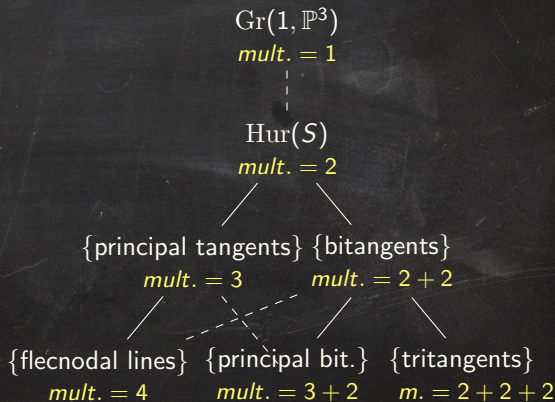 Gr(1, ℙ³)
mult. = 1
Hur(S)
mult. = 2
{principal tangents} {bitangents}
mult. = 3 mult. = 2 + 2
{flecnodal lines} {principal bit.} {tritangents}
mult. = 4 mult. = 3 + 2 m. = 2 + 2 + 2